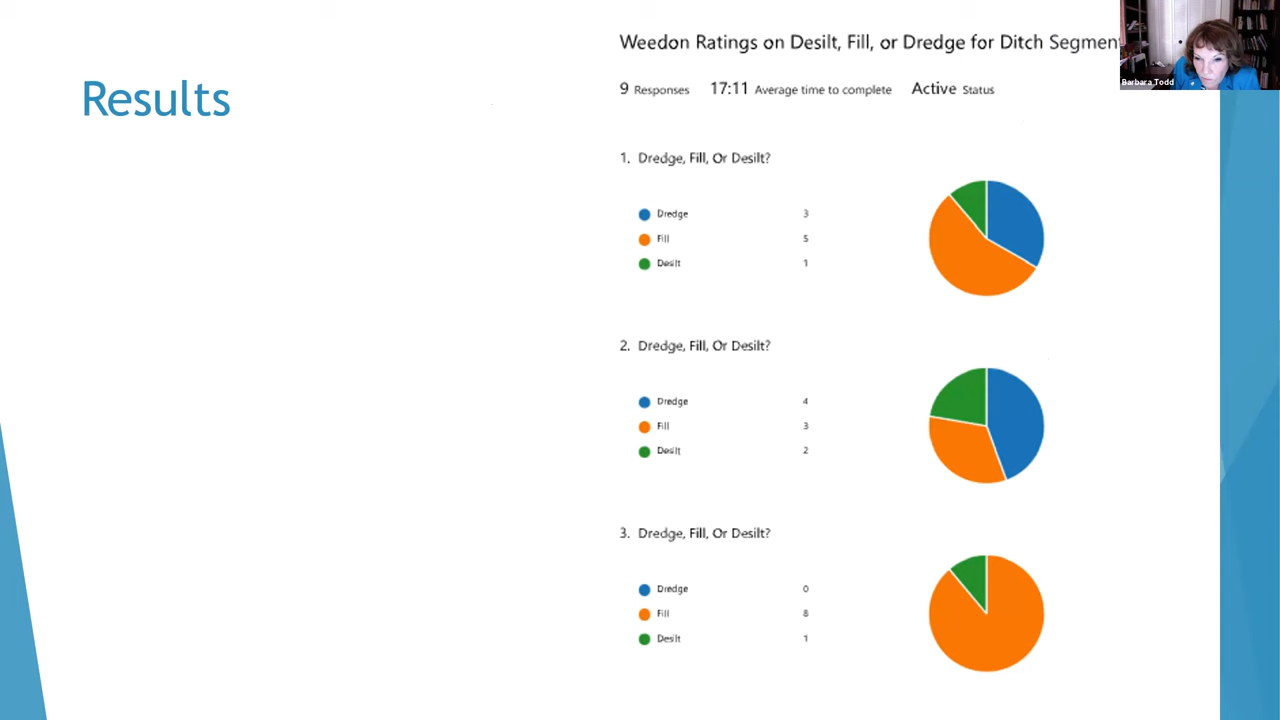 Results
Weedon Ratings on Desilt, Fill, or Dredge for Ditch Segment
9 Responses 17:11 Average time to complete Active Status
1. Dredge, Fill, Or Desilt?
Dredge 3
Fill 5
Desilt 1
2. Dredge, Fill, Or Desilt?
Dredge 4
Fill 3
Desilt 2
3. Dredge, Fill, Or Desilt?
Dredge 0
Fill 8
Desilt 1
Barbara Todd